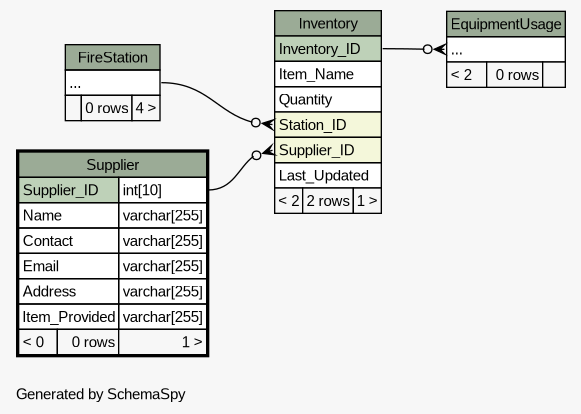 FireStation
...
0 rows 4 >
Supplier
Supplier_ID int[10]
Name varchar[255]
Contact varchar[255]
Email varchar[255]
Address varchar[255]
Item_Provided varchar[255]
< 0 0 rows 1 >
Inventory
Inventory_ID
Item_Name
Quantity
Station_ID
Supplier_ID
Last_Updated
< 2 2 rows 1 >
EquipmentUsage
...
< 2 0 rows
Generated by SchemaSpy